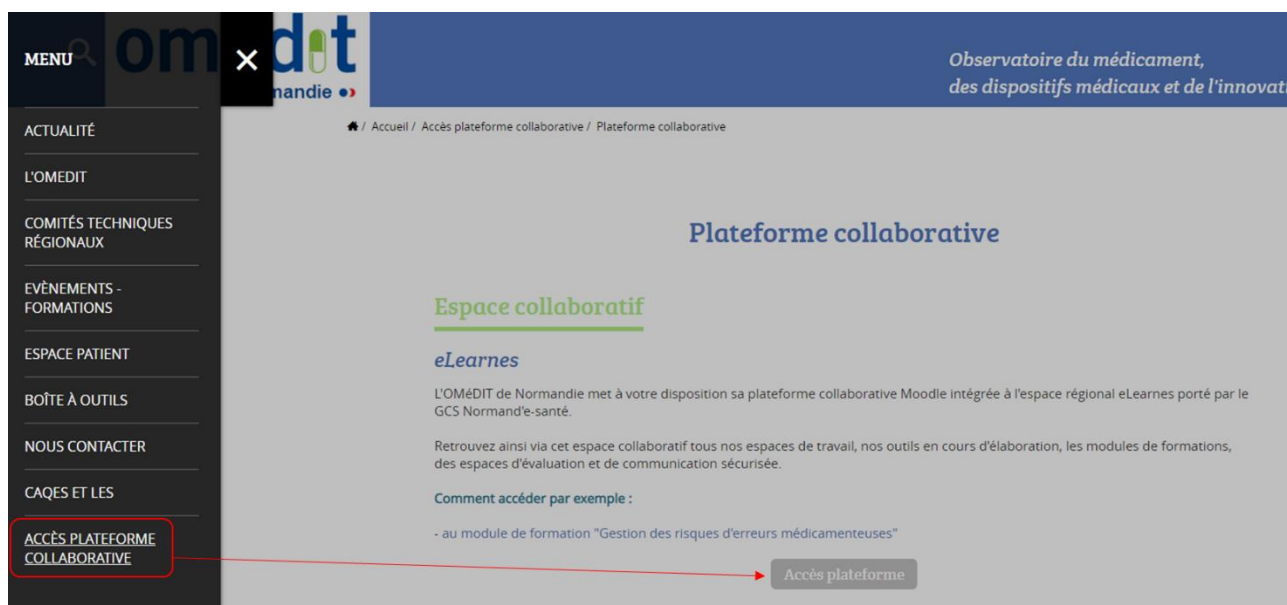 MENU
omedit
mandie
Observatoire du médicament,
des dispositifs médicaux et de l'innovati
ACTUALITÉ
L'OMEDIT
COMITÉS TECHNIQUES
RÉGIONAUX
EVÈNEMENTS -
FORMATIONS
ESPACE PATIENT
BOÎTE À OUTILS
NOUS CONTACTER
CAQES ET LES
ACCÈS PLATEFORME
COLLABORATIVE
/ Accueil / Accès plateforme collaborative / Plateforme collaborative
Plateforme collaborative
Espace collaboratif
eLearnes
L'OMéDIT de Normandie met à votre disposition sa plateforme collaborative Moodle intégrée à l'espace régional eLearnes porté par le
GCS Normand'e-santé.
Retrouvez ainsi via cet espace collaboratif tous nos espaces de travail, nos outils en cours d'élaboration, les modules de formations,
des espaces d'évaluation et de communication sécurisée.
Comment accéder par exemple :
- au module de formation "Gestion des risques d'erreurs médicamenteuses"
Accès plateforme